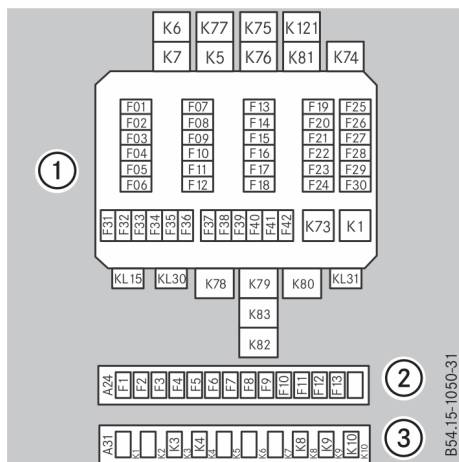 K6 K77 K75 K121
K7 K5 K76 K81 K74
F01 F07 F13 F19 F25
F02 F08 F14 F20 F26
1 F03 F09 F15 F21 F27
F04 F10 F16 F22 F28
F05 F11 F17 F23 F29
F06 F12 F18 F24 F30
F31 F32 F33 F34 F35 F36 F37 F38 F39 F40 F41 F42 K73 K1
KL15 KL30 K78 K79 K80 KL31
K83
K82
A24 F1 F2 F3 F4 F5 F6 F7 F8 F9 F10 F11 F12 F13 2
A31 K1 K2 K3 K3 K4 K4 K5 K6 K7 K8 K8 K9 K9 K10 K10 3
B54.15-1050-31